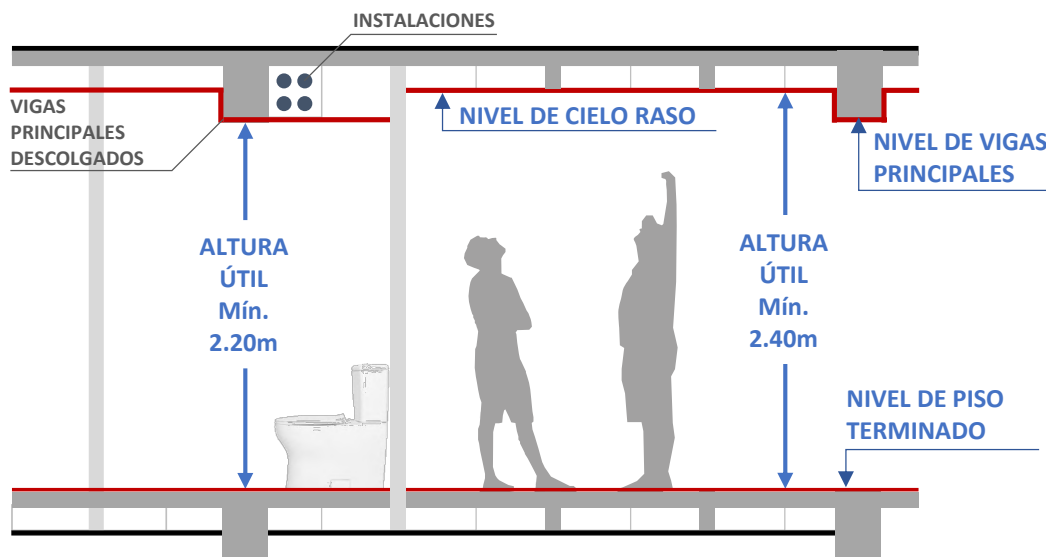 INSTALACIONES
VIGAS
PRINCIPALES
DESCOLGADOS
NIVEL DE CIELO RASO
NIVEL DE VIGAS
PRINCIPALES
ALTURA
ÚTIL
Mín.
2.20m
ALTURA
ÚTIL
Mín.
2.40m
NIVEL DE PISO
TERMINADO